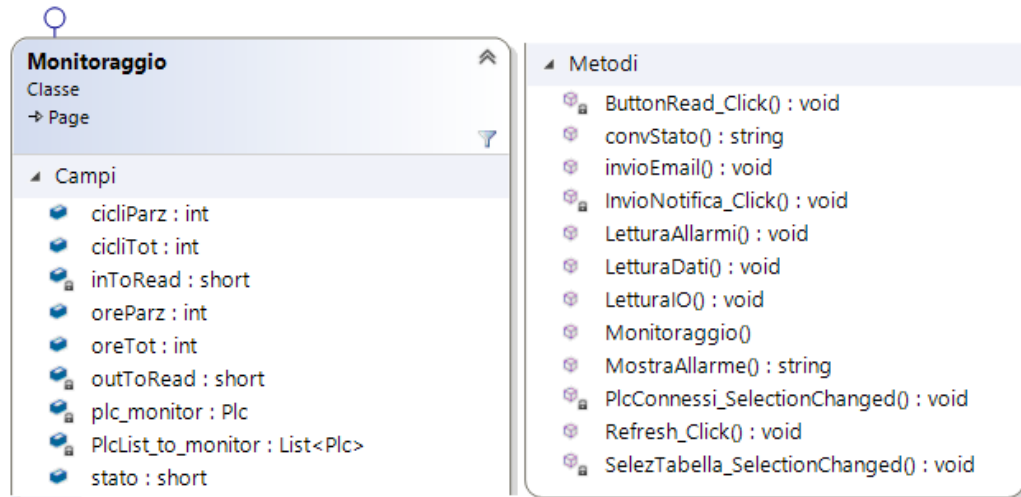 Monitoraggio
Classe
→ Page
Campi
cicliParz : int
cicliTot : int
inToRead : short
oreParz : int
oreTot : int
outToRead : short
plc_monitor : Plc
PlcList_to_monitor : List<Plc>
stato : short
Metodi
ButtonRead_Click() : void
convStato() : string
invioEmail() : void
InvioNotifica_Click() : void
LetturaAllarmi() : void
LetturaDati() : void
LetturaIO() : void
Monitoraggio()
MostraAllarme() : string
PlcConnessi_SelectionChanged() : void
Refresh_Click() : void
SelezTabella_SelectionChanged() : void